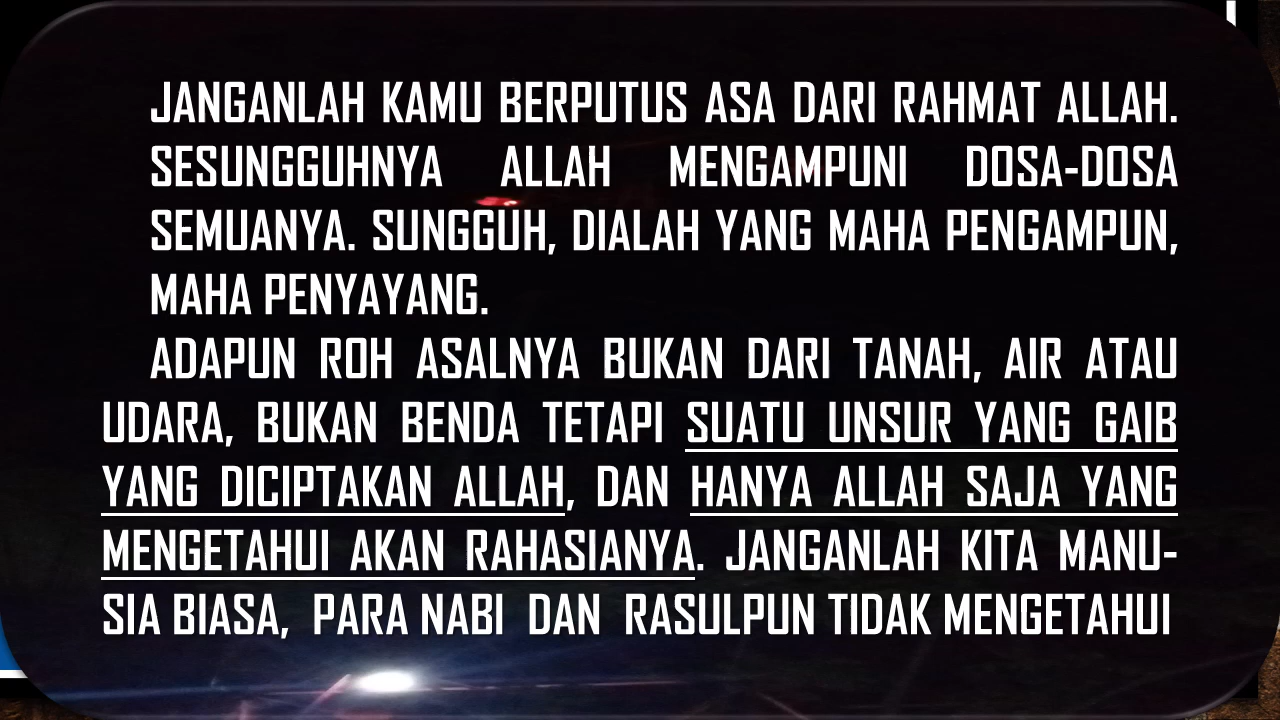 JANGANLAH KAMU BERPUTUS ASA DARI RAHMAT ALLAH.
SESUNGGUHNYA ALLAH MENGAMPUNI DOSA-DOSA
SEMUANYA. SUNGGUH, DIALAH YANG MAHA PENGAMPUN,
MAHA PENYAYANG.
ADAPUN ROH ASALNYA BUKAN DARI TANAH, AIR ATAU
UDARA, BUKAN BENDA TETAPI SUATU UNSUR YANG GAIB
YANG DICIPTAKAN ALLAH, DAN HANYA ALLAH SAJA YANG
MENGETAHUI AKAN RAHASIANYA. JANGANLAH KITA MANU-
SIA BIASA, PARA NABI DAN RASULPUN TIDAK MENGETAHUI